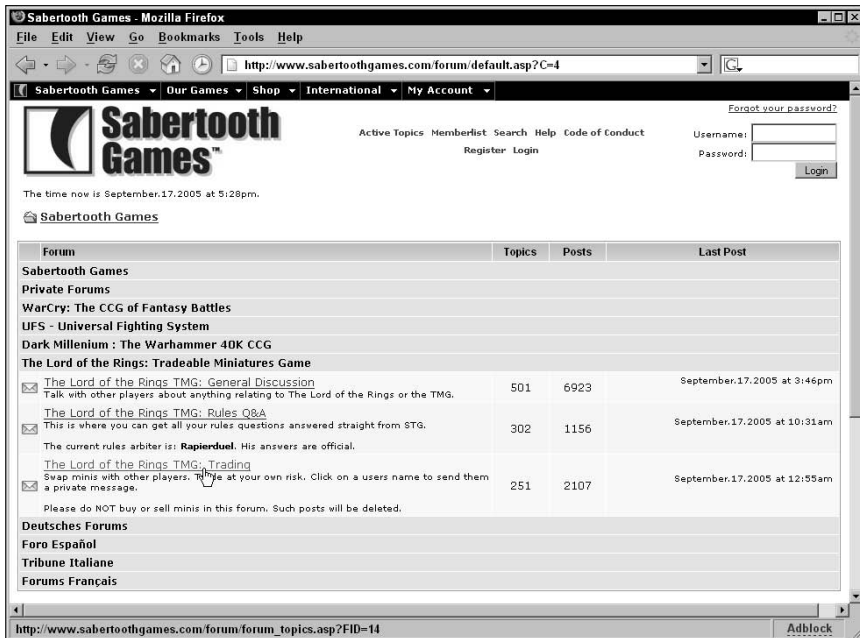 Sabertooth Games - Mozilla Firefox
File Edit View Go Bookmarks Tools Help
http://www.sabertoothgames.com/forum/default.asp?C=4
G
Sabertooth Games Our Games Shop International My Account
Forgot your password?
Sabertooth
Games™
Active Topics Memberlist Search Help Code of Conduct
Register Login
Username:
Password:
Login
The time now is September.17.2005 at 5:28pm.
Sabertooth Games
Forum Topics Posts Last Post
Sabertooth Games
Private Forums
WarCry: The CCG of Fantasy Battles
UFS - Universal Fighting System
Dark Millenium : The Warhammer 40K CCG
The Lord of the Rings: Tradeable Miniatures Game
The Lord of the Rings TMG: General Discussion
Talk with other players about anything relating to The Lord of the Rings or the TMG.
501 6923 September.17.2005 at 3:46pm
The Lord of the Rings TMG: Rules Q&A
This is where you can get all your rules questions answered straight from STG.
The current rules arbiter is: Rapierduel. His answers are official.
302 1156 September.17.2005 at 10:31am
The Lord of the Rings TMG: Trading
Swap minis with other players. Trade at your own risk. Click on a users name to send them
a private message.
Please do NOT buy or sell minis in this forum. Such posts will be deleted.
251 2107 September.17.2005 at 12:55am
Deutsches Forums
Foro Español
Tribune Italiane
Forums Français
http://www.sabertoothgames.com/forum/forum_topics.asp?FID=14
Adblock